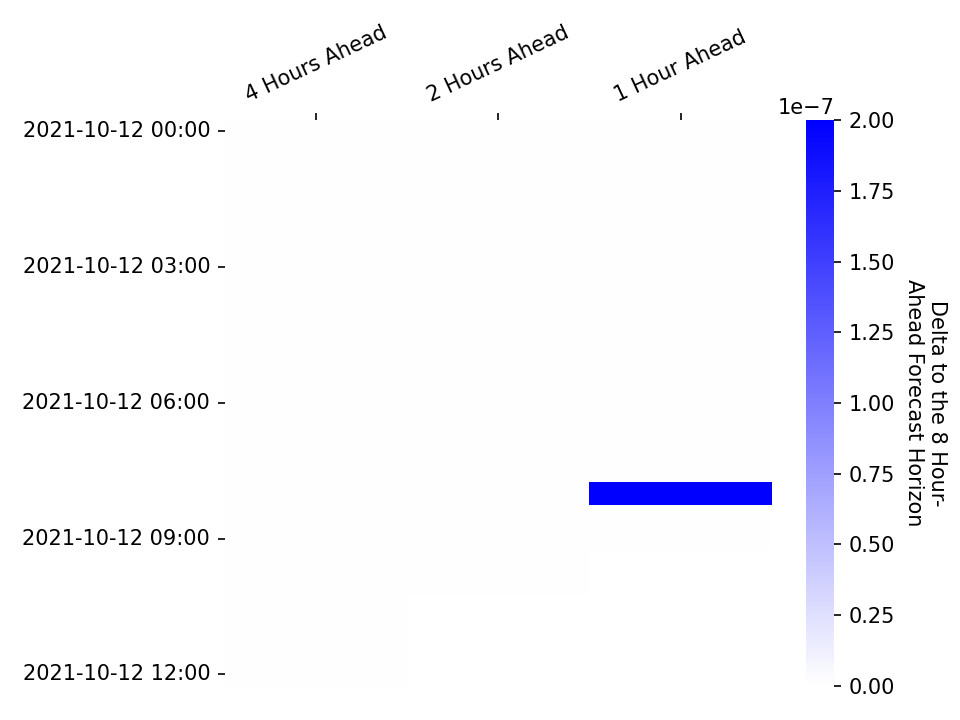 4 Hours Ahead
2 Hours Ahead
1 Hour Ahead
1e−7
2021-10-12 00:00
2021-10-12 03:00
2021-10-12 06:00
2021-10-12 09:00
2021-10-12 12:00
2.00
1.75
1.50
1.25
1.00
0.75
0.50
0.25
0.00
Delta to the 8 Hour-
Ahead Forecast Horizon